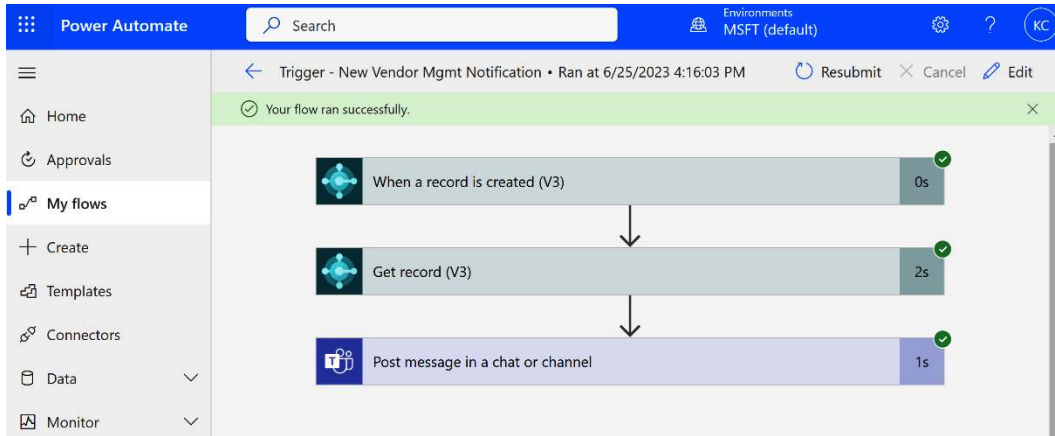 Power Automate
Search
Environments
MSFT (default)
?
KC
Trigger - New Vendor Mgmt Notification • Ran at 6/25/2023 4:16:03 PM
Resubmit
Cancel
Edit
Your flow ran successfully.
Home
Approvals
My flows
Create
Templates
Connectors
Data
Monitor
When a record is created (V3)
0s
Get record (V3)
2s
T
Post message in a chat or channel
1s